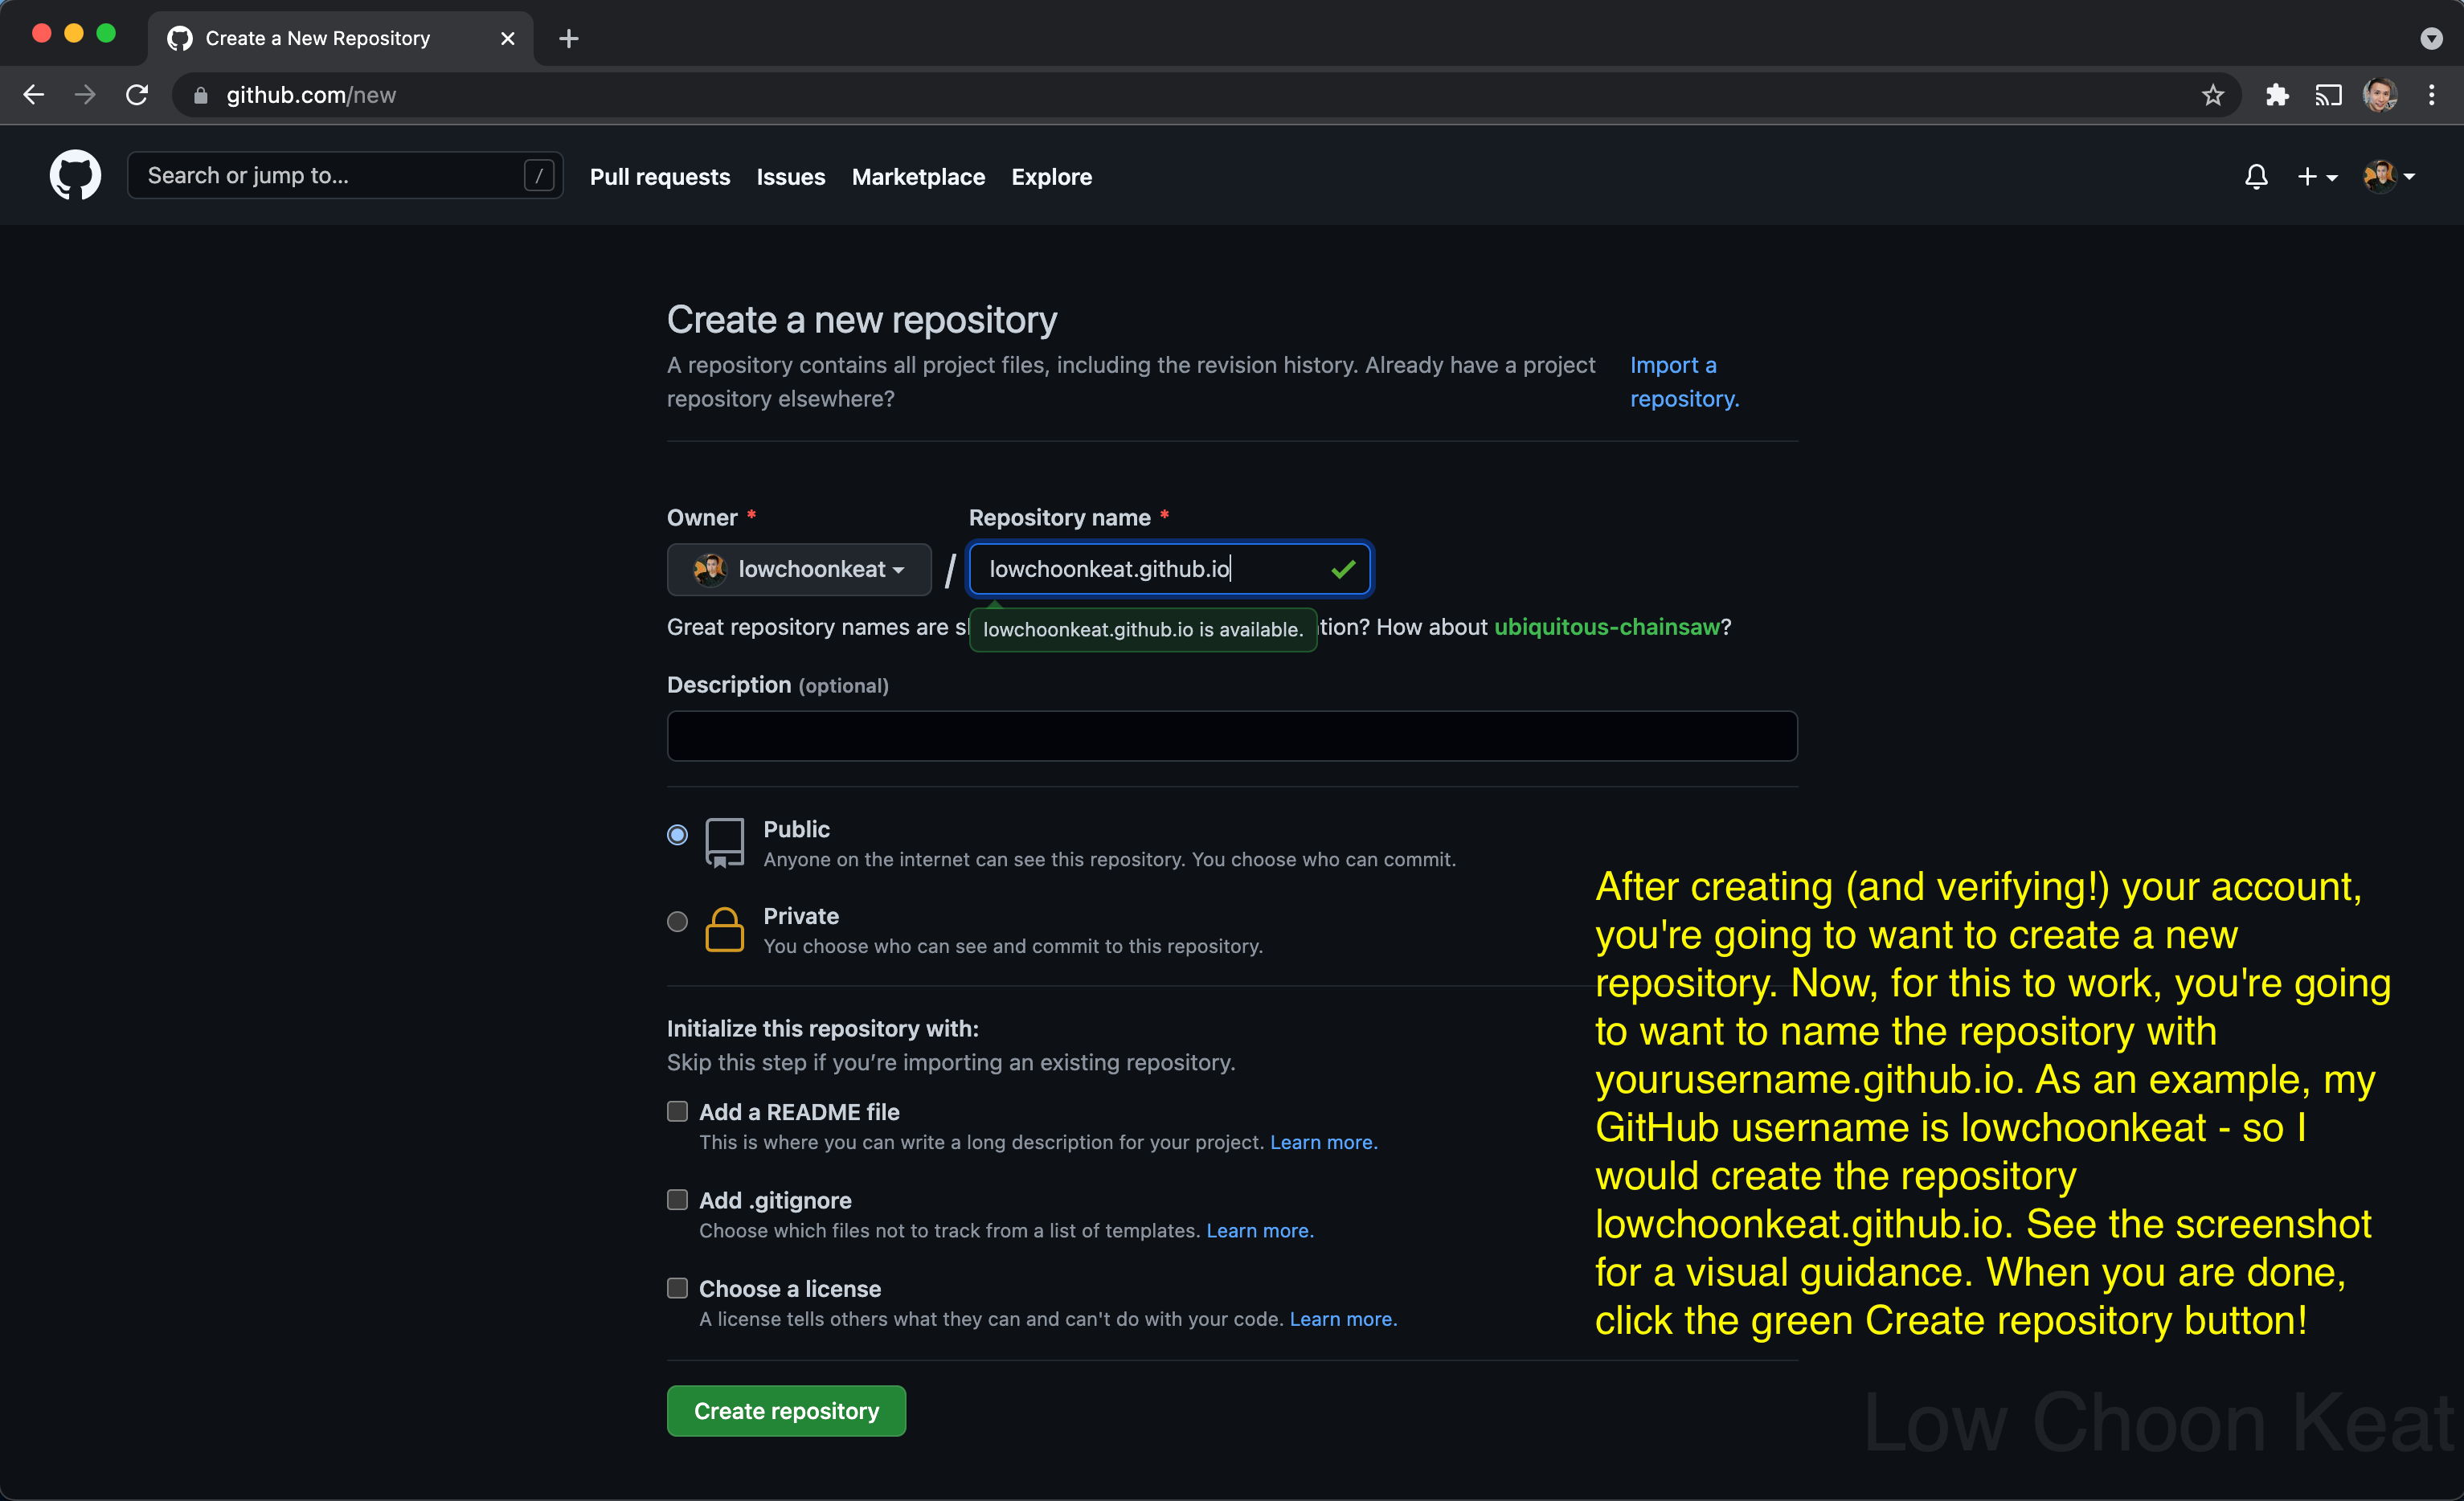 Create a New Repository
github.com/new
Search or jump to... /
Pull requests Issues Marketplace Explore
Create a new repository
A repository contains all project files, including the revision history. Already have a project
repository elsewhere?
Import a
repository.
Owner *
Repository name *
lowchoonkeat / lowchoonkeat.github.io
Great repository names are s
lowchoonkeat.github.io is available.
tion? How about ubiquitous-chainsaw?
Description (optional)
Public
Anyone on the internet can see this repository. You choose who can commit.
Private
You choose who can see and commit to this repository.
Initialize this repository with:
Skip this step if you’re importing an existing repository.
Add a README file
This is where you can write a long description for your project. Learn more.
Add .gitignore
Choose which files not to track from a list of templates. Learn more.
Choose a license
A license tells others what they can and can't do with your code. Learn more.
Create repository
After creating (and verifying!) your account,
you're going to want to create a new
repository. Now, for this to work, you're going
to want to name the repository with
yourusername.github.io. As an example, my
GitHub username is lowchoonkeat - so I
would create the repository
lowchoonkeat.github.io. See the screenshot
for a visual guidance. When you are done,
click the green Create repository button!
Low Choon Keat